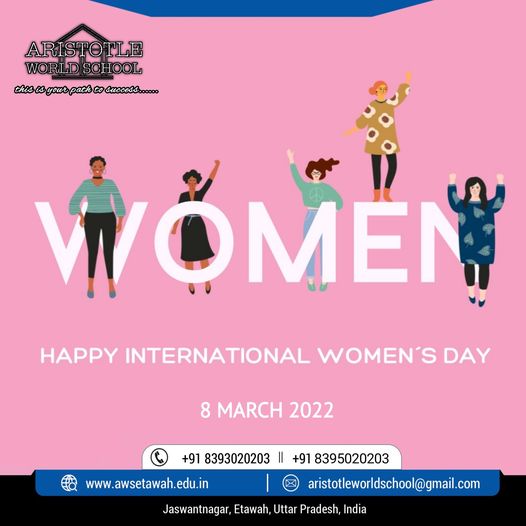 ARISTOTLE
WORLD SCHOOL
this is your path to success......
WOMEN
HAPPY INTERNATIONAL WOMEN´S DAY
8 MARCH 2022
+91 8393020203 || +91 8395020203
www.awsetawah.edu.in | aristotleworldschool@gmail.com
Jaswantnagar, Etawah, Uttar Pradesh, India